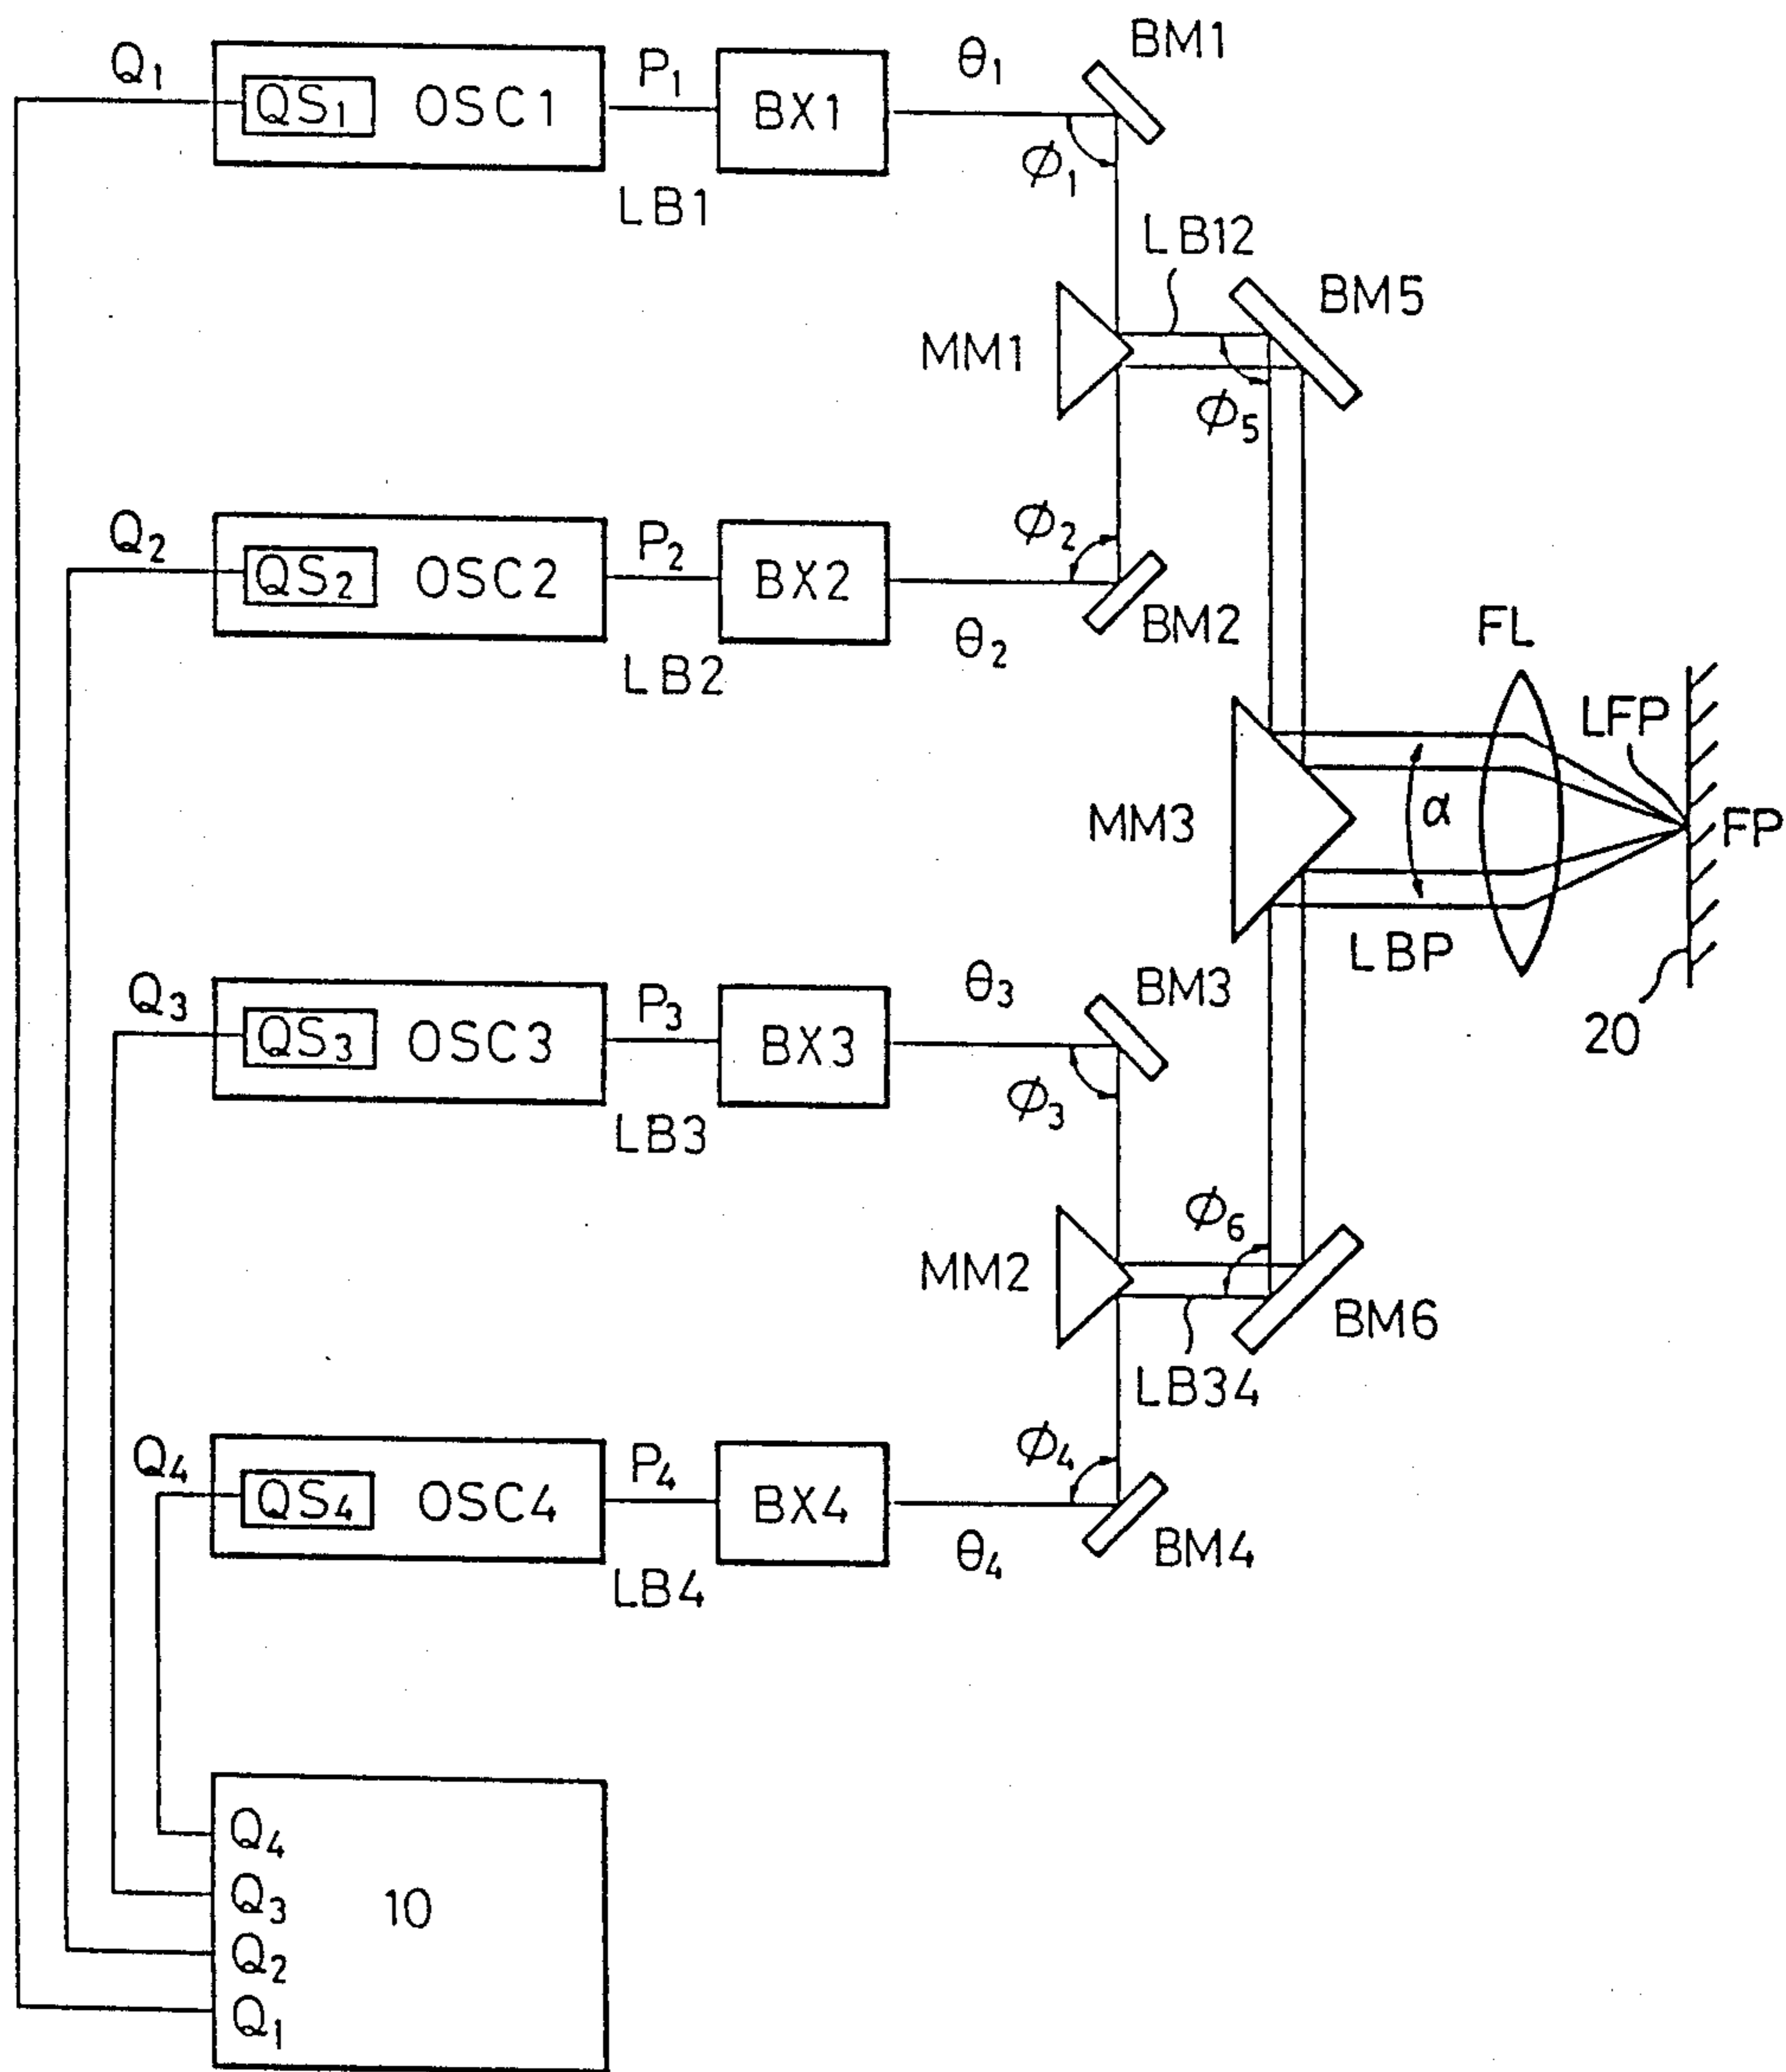 BM1
Q₁ QS₁ OSC1 P₁ BX1 θ₁
LB1 ϕ₁
LB12
BM5
MM1
ϕ₅
Q₂ QS₂ OSC2 P₂ BX2 ϕ₂
LB2 θ₂ BM2
FL
LFP
MM3 α FP
LBP
Q₃ QS₃ OSC3 P₃ BX3 θ₃ BM3
20
LB3 ϕ₃
ϕ₆
MM2
BM6
LB34
Q₄ QS₄ OSC4 P₄ BX4 ϕ₄
LB4 θ₄ BM4
Q₄
Q₃ 10
Q₂
Q₁